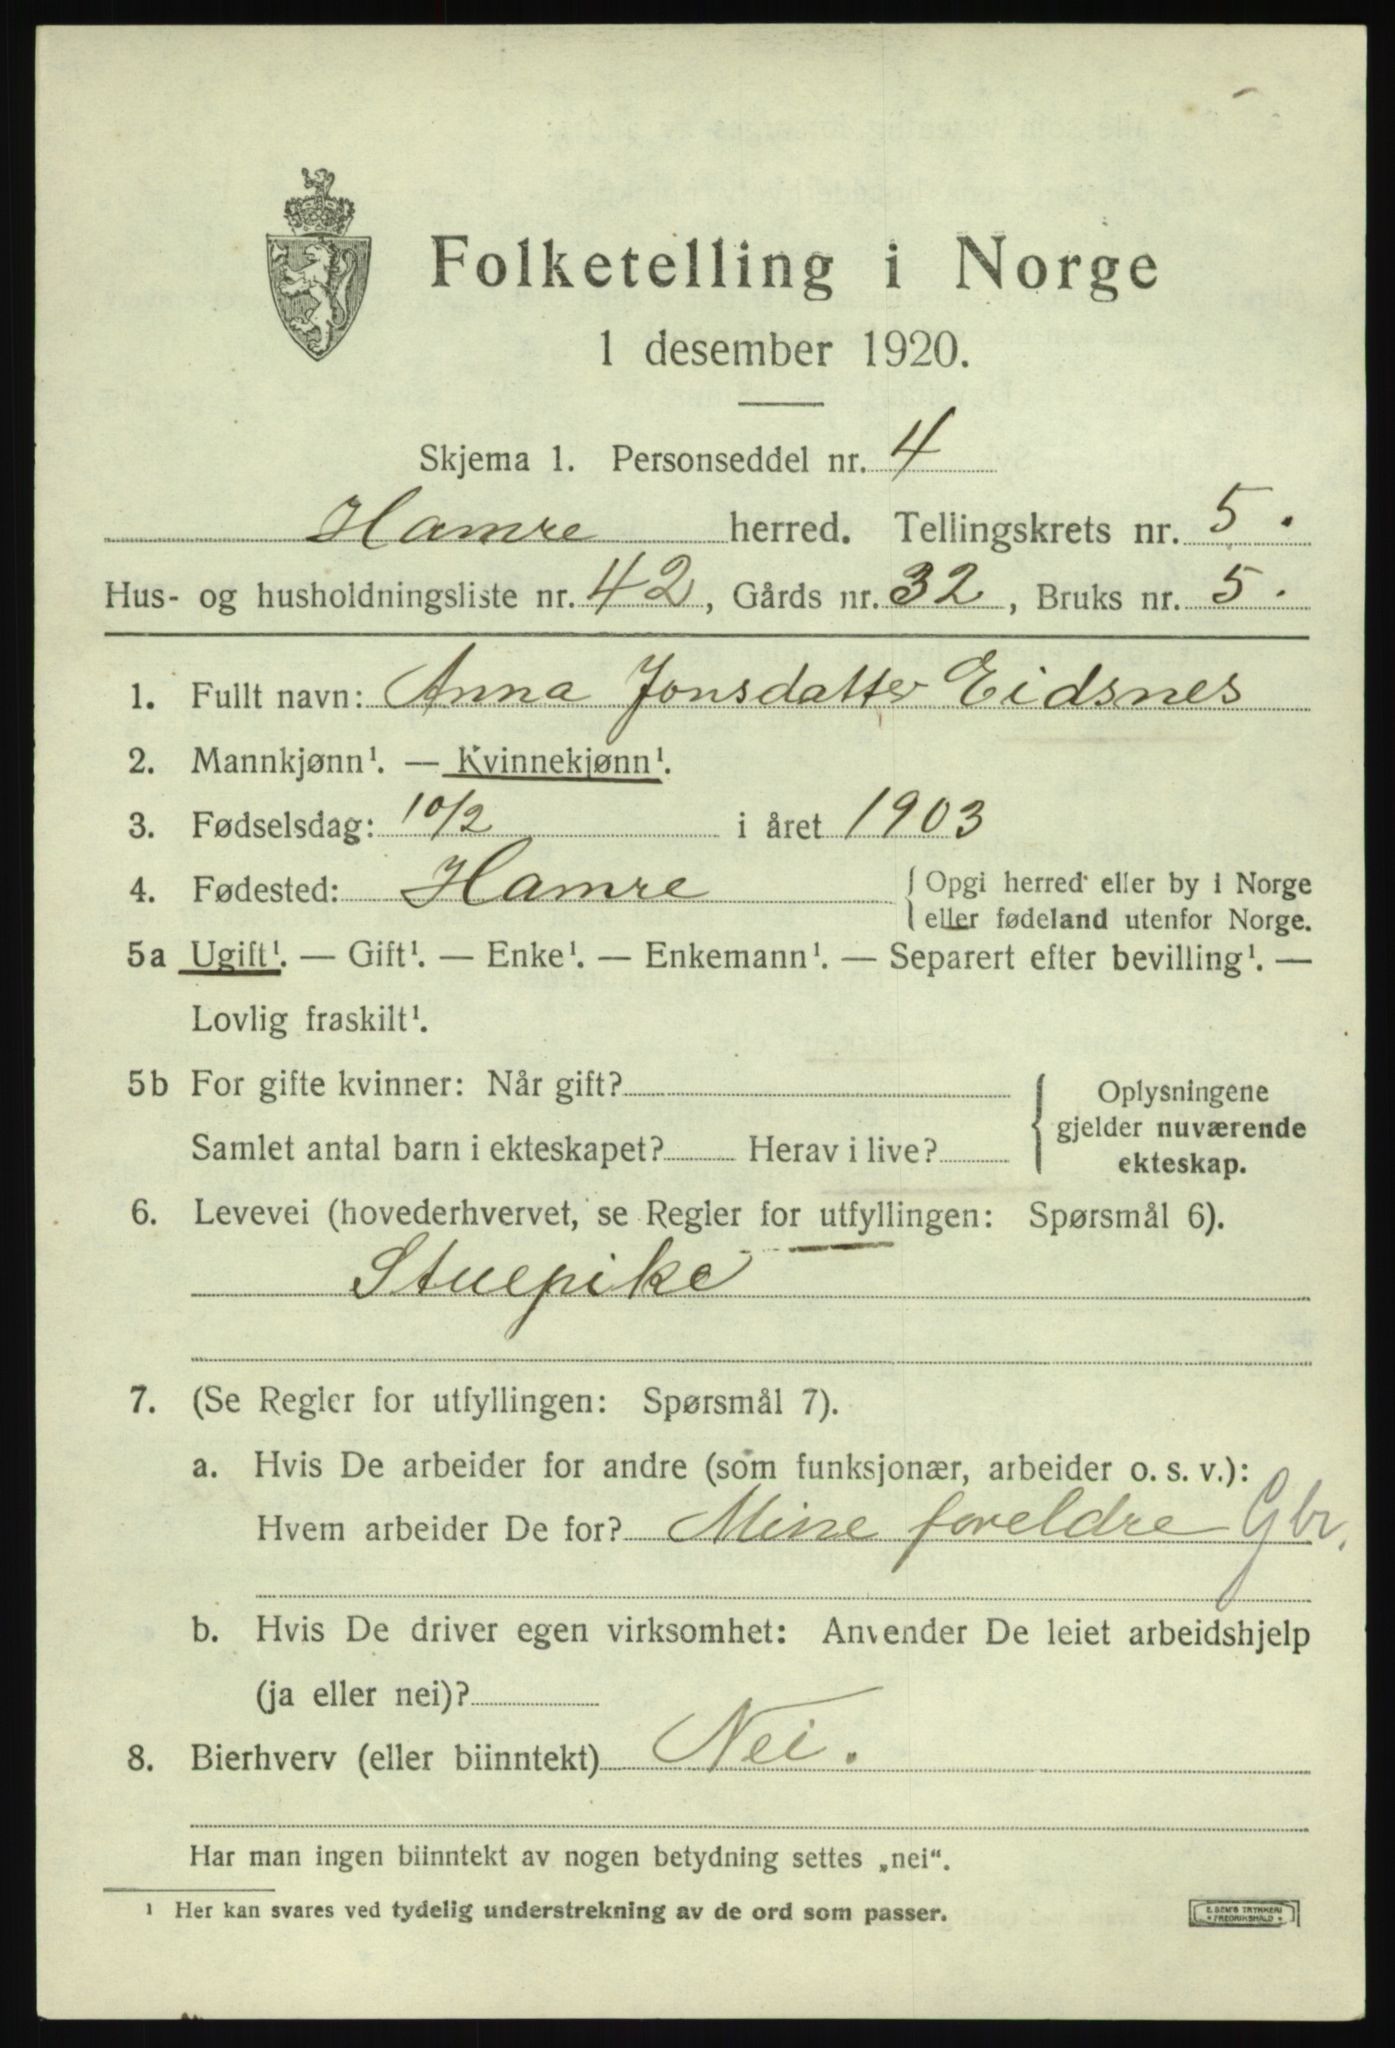 Folketelling i Norge
1 desember 1920.
Skjema 1. Personseddel nr. 4
Hamre herred. Tellingskrets nr. 5.
Hus- og husholdningsliste nr. 42, Gårds nr. 32, Bruks nr. 5.
1. Fullt navn: Anna Jonsdatter Eidsnes
2. Mannkjønn¹. — Kvinnekjønn¹.
3. Fødselsdag: 10/2 i året 1903
4. Fødested: Hamre { Opgi herred eller by i Norge
eller fødeland utenfor Norge.
5a Ugift¹. — Gift¹. — Enke¹. — Enkemann¹. — Separert efter bevilling¹. —
Lovlig fraskilt¹.
5b For gifte kvinner: Når gift?
Samlet antal barn i ekteskapet? Herav i live?
Oplysningene
gjelder nuværende
ekteskap.
6. Levevei (hovederhvervet, se Regler for utfyllingen: Spørsmål 6).
Stuepike
7. (Se Regler for utfyllingen: Spørsmål 7).
a. Hvis De arbeider for andre (som funksjonær, arbeider o. s. v.):
Hvem arbeider De for? Mine foreldre Gbr.
b. Hvis De driver egen virksomhet: Anvender De leiet arbeidshjelp
(ja eller nei)?
8. Bierhverv (eller biinntekt) Nei.
Har man ingen biinntekt av nogen betydning settes „nei“.
¹ Her kan svares ved tydelig understrekning av de ord som passer.
E. SEM'S TRYKKERI
• FREDRIKSHALD •